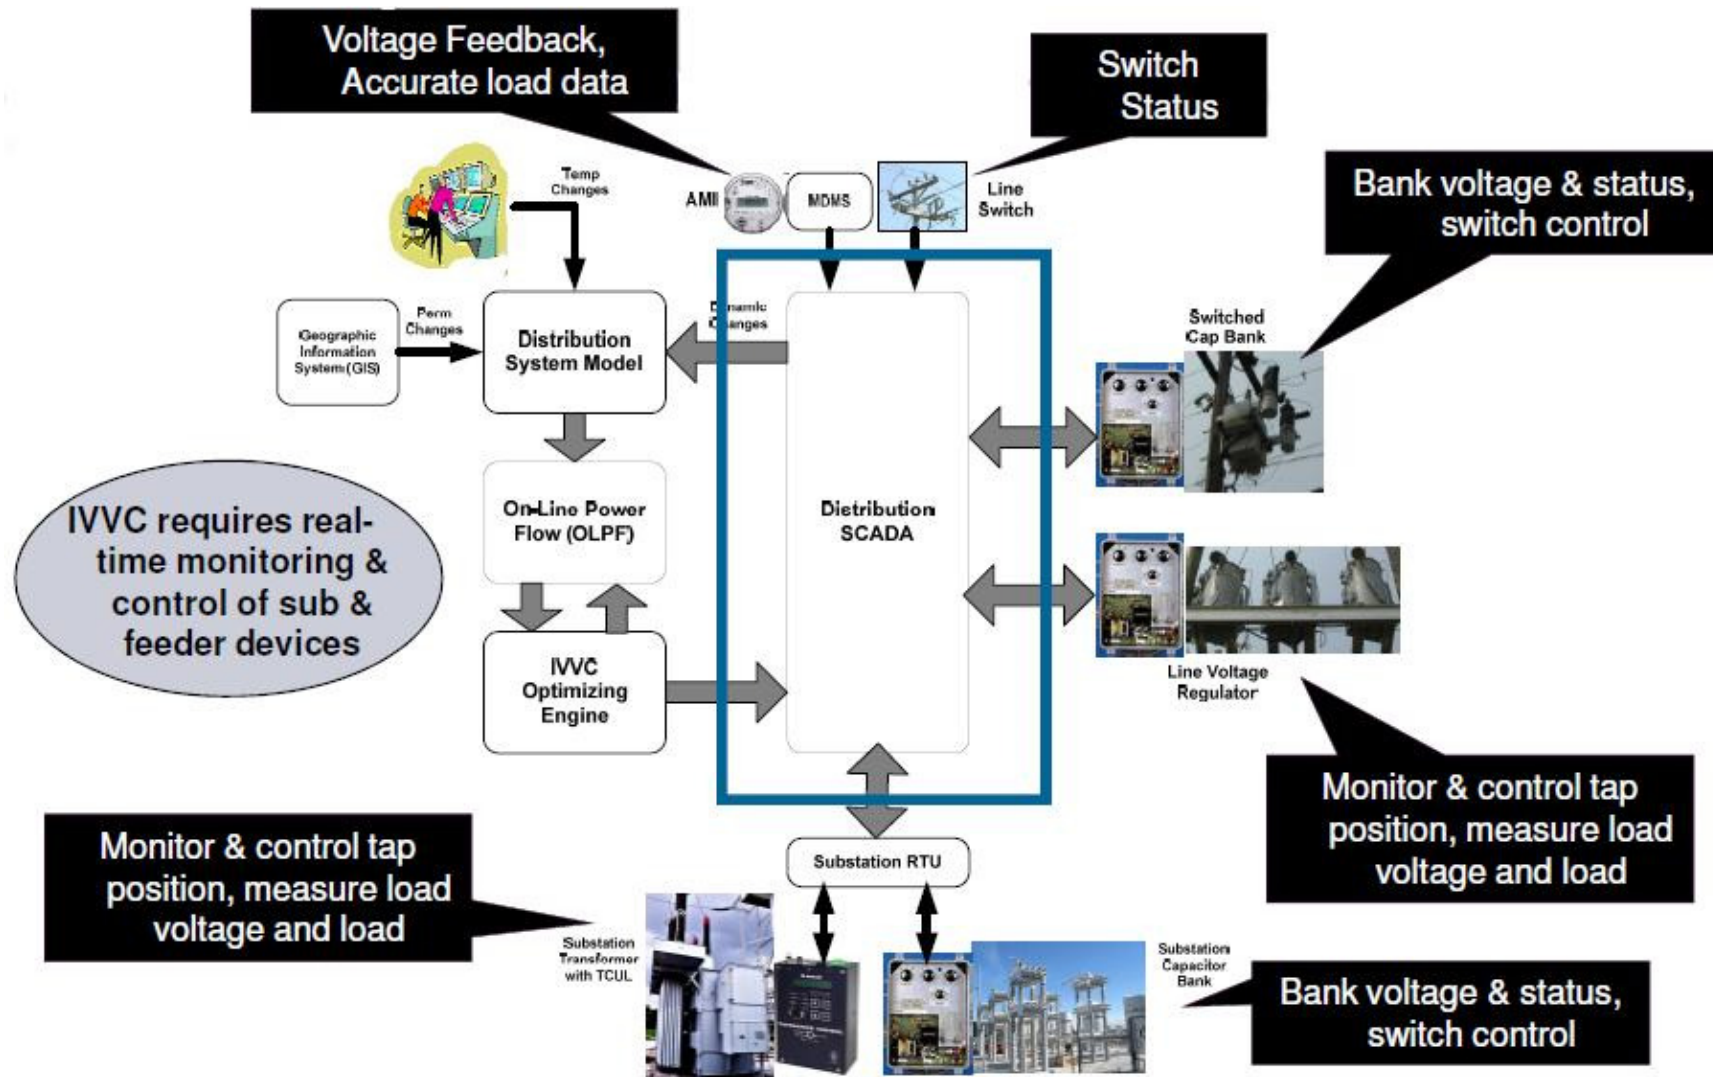 Voltage Feedback,
Accurate load data
Switch
Status
Temp
Changes
AMI
MDMS
Line
Switch
Bank voltage & status,
switch control
Geographic
Information
System (GIS)
Perm
Changes
Distribution
System Model
Dynamic
Changes
Switched
Cap Bank
IVVC requires real-
time monitoring &
control of sub &
feeder devices
On-Line Power
Flow (OLPF)
Distribution
SCADA
IVVC
Optimizing
Engine
Line Voltage
Regulator
Monitor & control tap
position, measure load
voltage and load
Monitor & control tap
position, measure load
voltage and load
Substation RTU
Substation
Transformer
with TCUL
Substation
Capacitor
Bank
Bank voltage & status,
switch control